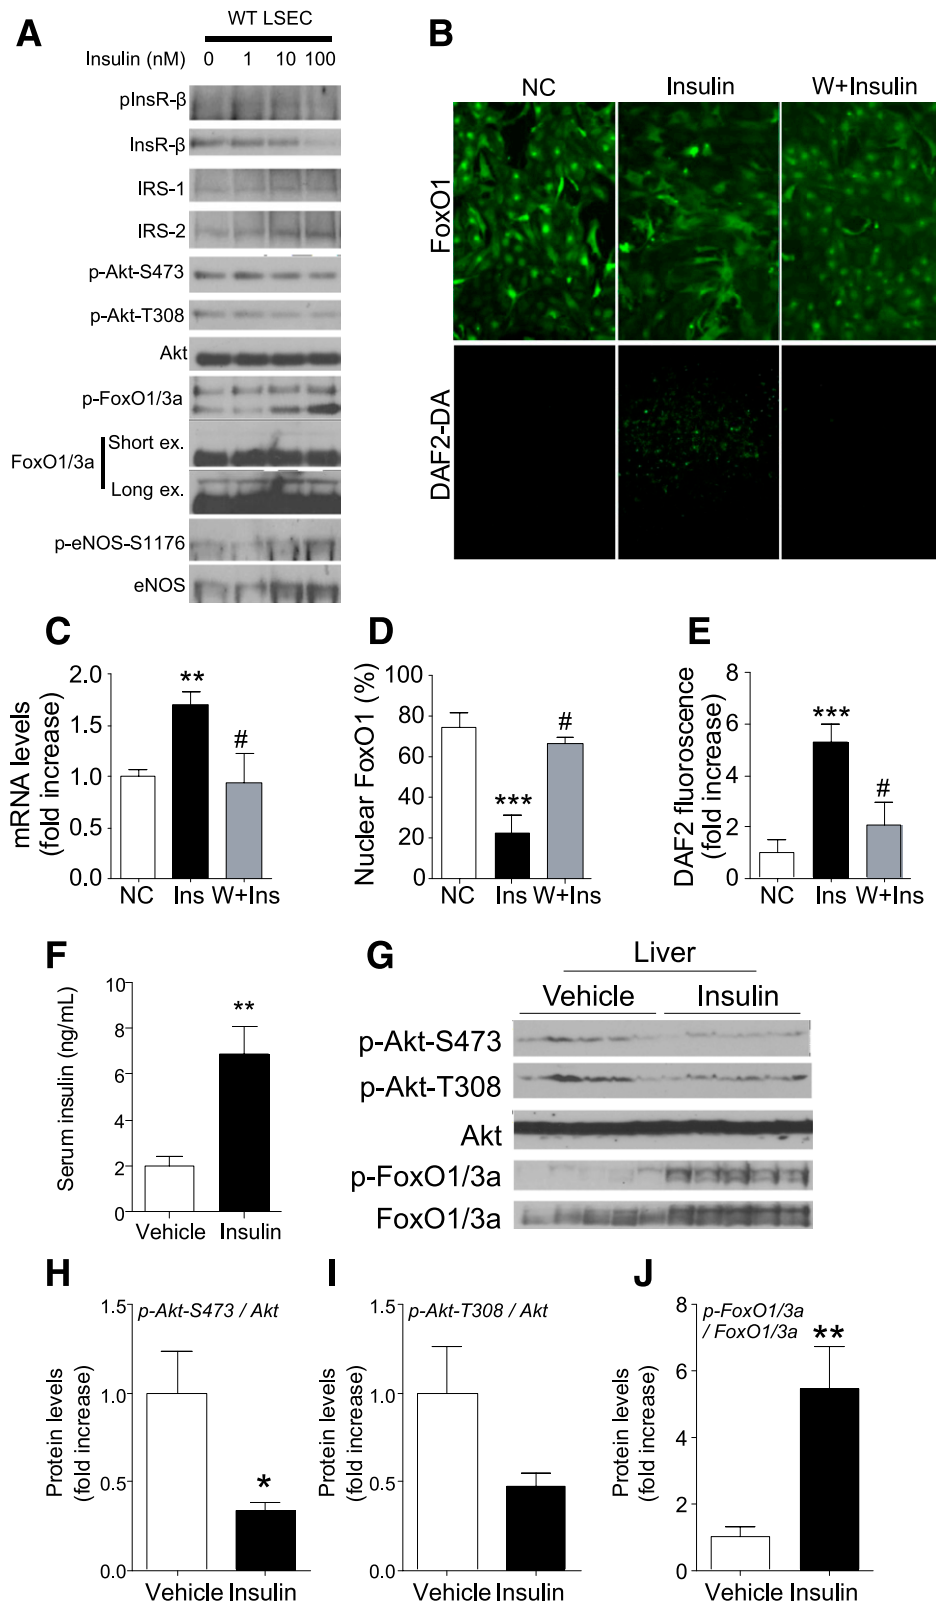 A
WT LSEC
Insulin (nM) 0 1 10 100
pInsR-β
InsR-β
IRS-1
IRS-2
p-Akt-S473
p-Akt-T308
Akt
p-FoxO1/3a
FoxO1/3a
Short ex.
Long ex.
p-eNOS-S1176
eNOS
B
NC Insulin W+Insulin
FoxO1
DAF2-DA
C
mRNA levels
(fold increase)
2.0
1.5
1.0
0.5
0.0
**
#
NC Ins W+Ins
D
Nuclear FoxO1 (%)
100
80
60
40
20
0
***
#
NC Ins W+Ins
E
DAF2 fluoroscence
(fold increase)
8
6
4
2
0
***
#
NC Ins W+Ins
F
Serum insulin (ng/mL)
10
8
6
4
2
0
**
Vehicle Insulin
G
Liver
Vehicle Insulin
p-Akt-S473
p-Akt-T308
Akt
p-FoxO1/3a
FoxO1/3a
H
Protein levels
(fold increase)
1.5
1.0
0.5
0.0
p-Akt-S473 / Akt
*
Vehicle Insulin
I
Protein levels
(fold increase)
1.5
1.0
0.5
0.0
p-Akt-T308 / Akt
Vehicle Insulin
J
Protein levels
(fold increase)
8
6
4
2
0
p-FoxO1/3a
/ FoxO1/3a
**
Vehicle Insulin